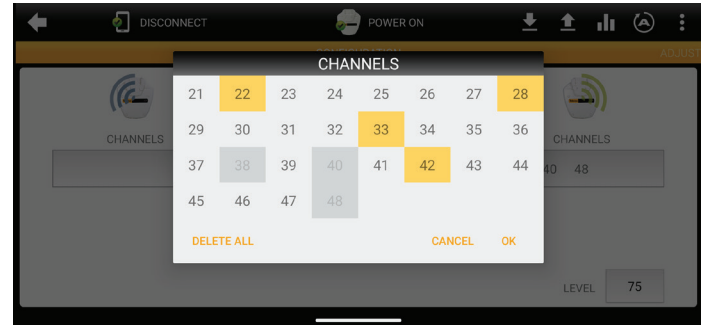 DISCONNECT POWER ON
CONFIGURATION ADJUST
CHANNELS
21 22 23 24 25 26 27 28
CHANNELS 29 30 31 32 33 34 35 36 CHANNELS
37 38 39 40 41 42 43 44 40 48
45 46 47 48
DELETE ALL CANCEL OK
LEVEL 75